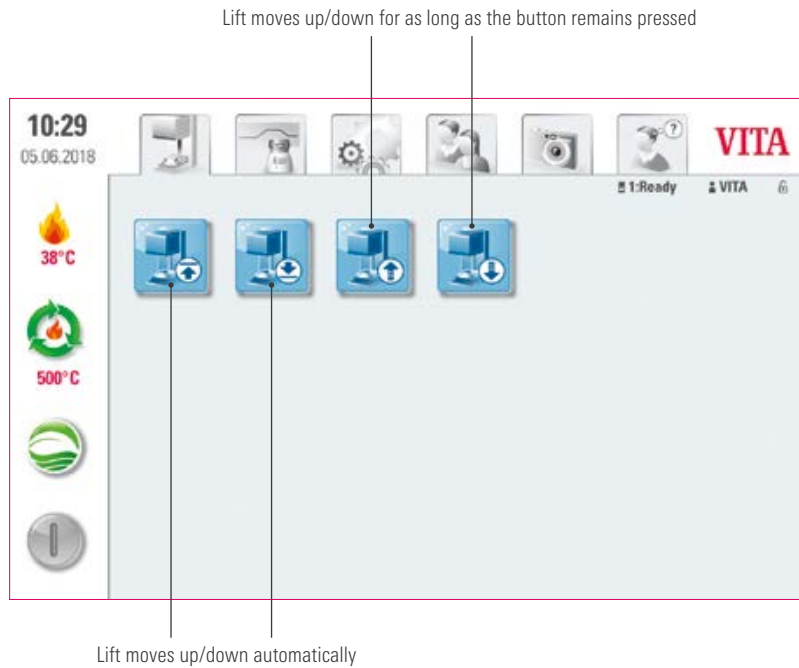 Lift moves up/down for as long as the button remains pressed
10:29
05.06.2018
?
VITA
1:Ready
VITA
38°C
500°C
Lift moves up/down automatically